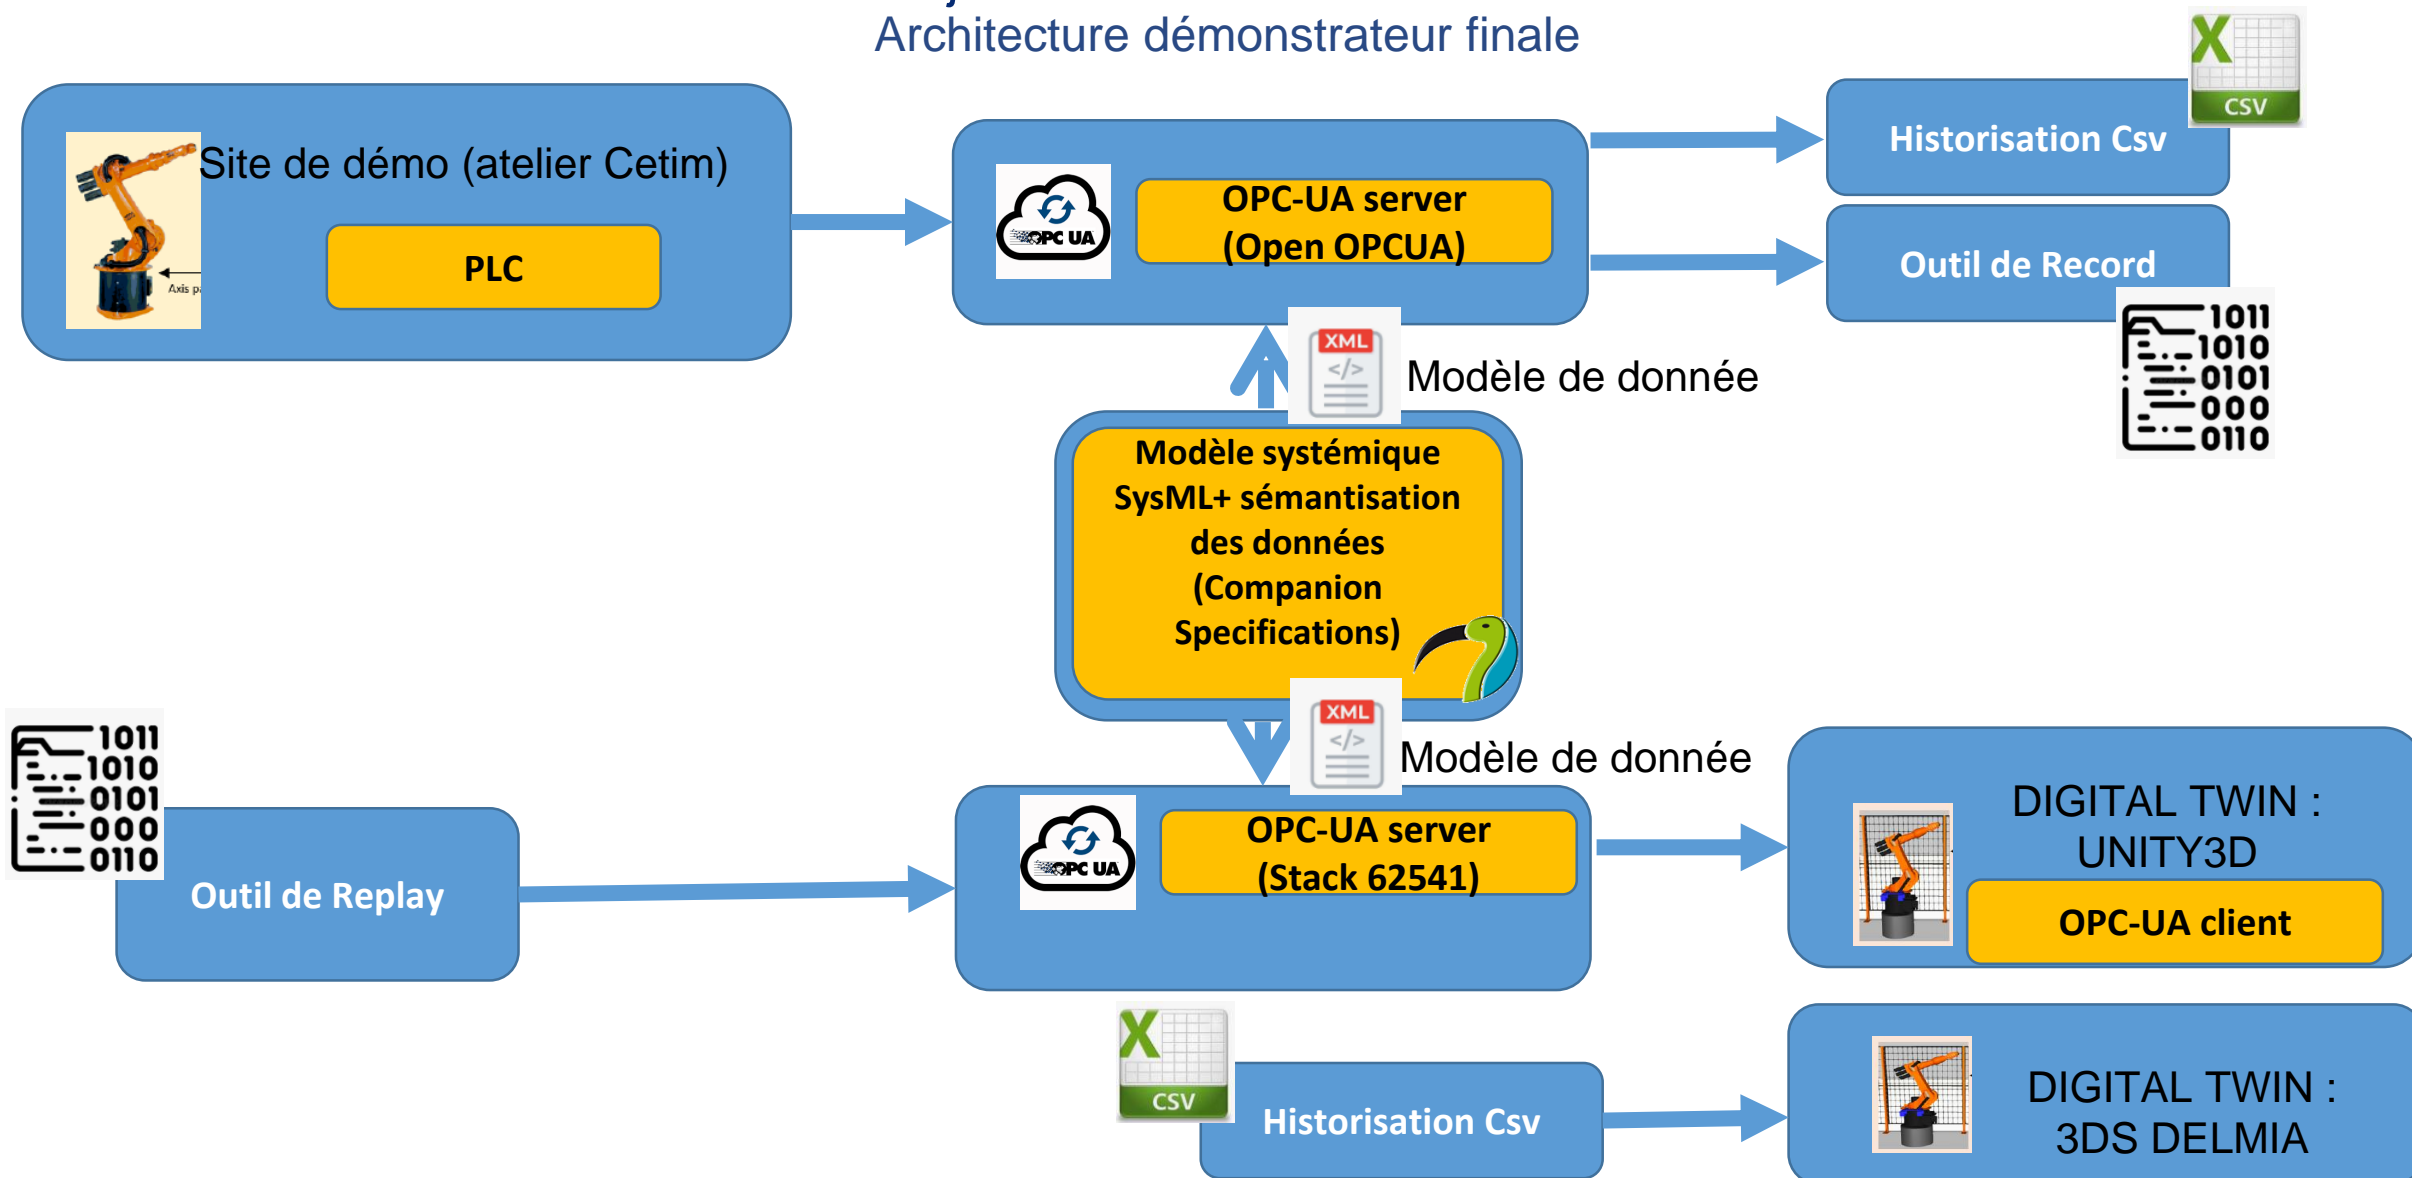 Architecture démonstrateur finale
Site de démo (atelier Cetim)
PLC
Axis p
OPC UA
OPC-UA server
(Open OPCUA)
CSV
Historisation Csv
Outil de Record
1011
1010
0101
000
0110
XML
</>
Modèle de donnée
Modèle systémique
SysML+ sémantisation
des données
(Companion
Specifications)
XML
</>
Modèle de donnée
1011
1010
0101
000
0110
Outil de Replay
OPC UA
OPC-UA server
(Stack 62541)
DIGITAL TWIN :
UNITY3D
OPC-UA client
CSV
Historisation Csv
DIGITAL TWIN :
3DS DELMIA